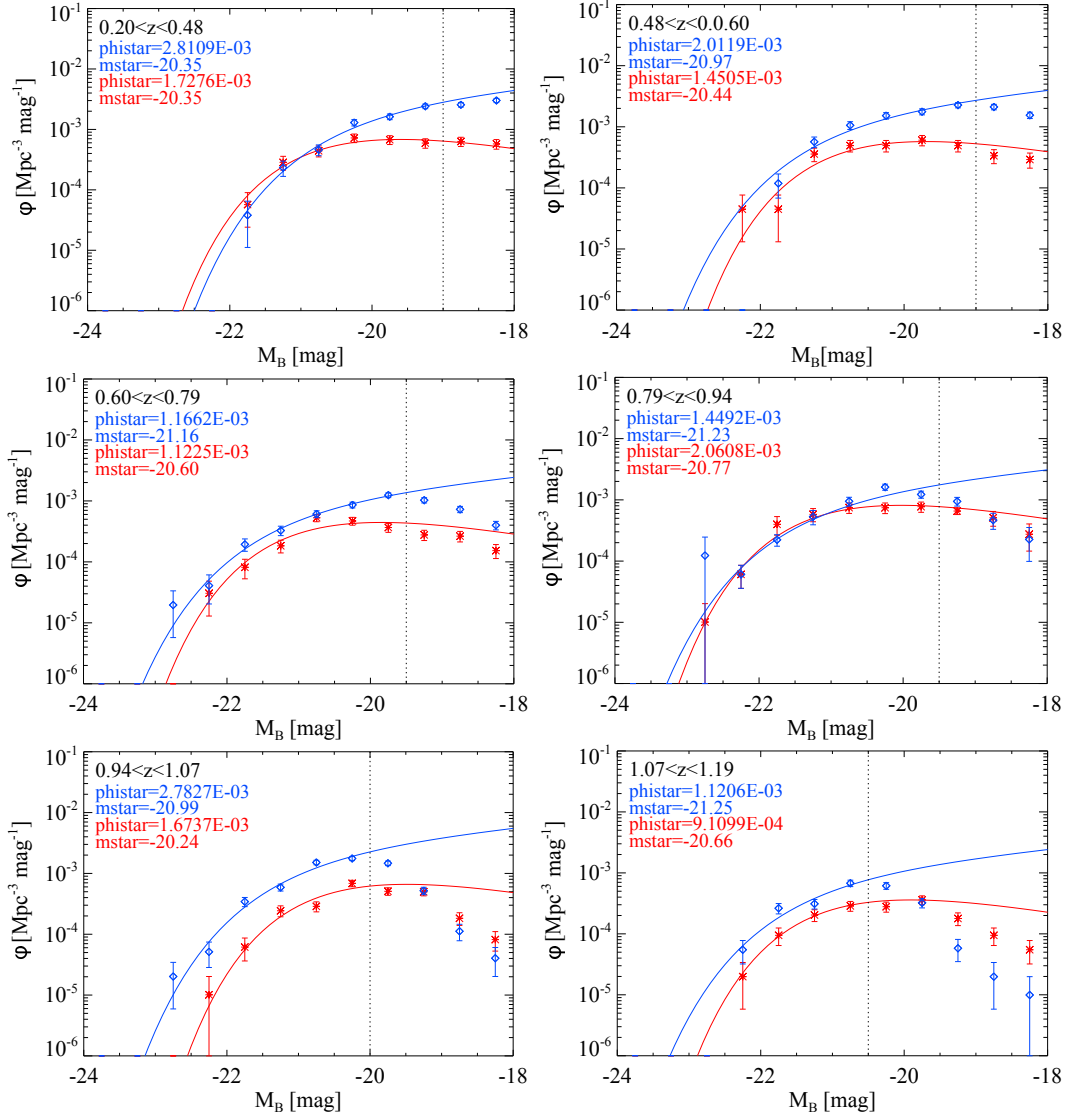 0.20<z<0.48
phistar=2.8109E-03
mstar=-20.35
phistar=1.7276E-03
mstar=-20.35
10^-1
10^-2
10^-3
10^-4
10^-5
10^-6
φ [Mpc^-3 mag^-1]
-24 -22 -20 -18
M_B [mag]
0.48<z<0.0.60
phistar=2.0119E-03
mstar=-20.97
phistar=1.4505E-03
mstar=-20.44
10^-1
10^-2
10^-3
10^-4
10^-5
10^-6
φ [Mpc^-3 mag^-1]
-24 -22 -20 -18
M_B[mag]
0.60<z<0.79
phistar=1.1662E-03
mstar=-21.16
phistar=1.1225E-03
mstar=-20.60
10^-1
10^-2
10^-3
10^-4
10^-5
10^-6
φ [Mpc^-3 mag^-1]
-24 -22 -20 -18
M_B [mag]
0.79<z<0.94
phistar=1.4492E-03
mstar=-21.23
phistar=2.0608E-03
mstar=-20.77
10^-1
10^-2
10^-3
10^-4
10^-5
10^-6
φ [Mpc^-3 mag^-1]
-24 -22 -20 -18
M_B [mag]
0.94<z<1.07
phistar=2.7827E-03
mstar=-20.99
phistar=1.6737E-03
mstar=-20.24
10^-1
10^-2
10^-3
10^-4
10^-5
10^-6
φ [Mpc^-3 mag^-1]
-24 -22 -20 -18
M_B [mag]
1.07<z<1.19
phistar=1.1206E-03
mstar=-21.25
phistar=9.1099E-04
mstar=-20.66
10^-1
10^-2
10^-3
10^-4
10^-5
10^-6
φ [Mpc^-3 mag^-1]
-24 -22 -20 -18
M_B [mag]